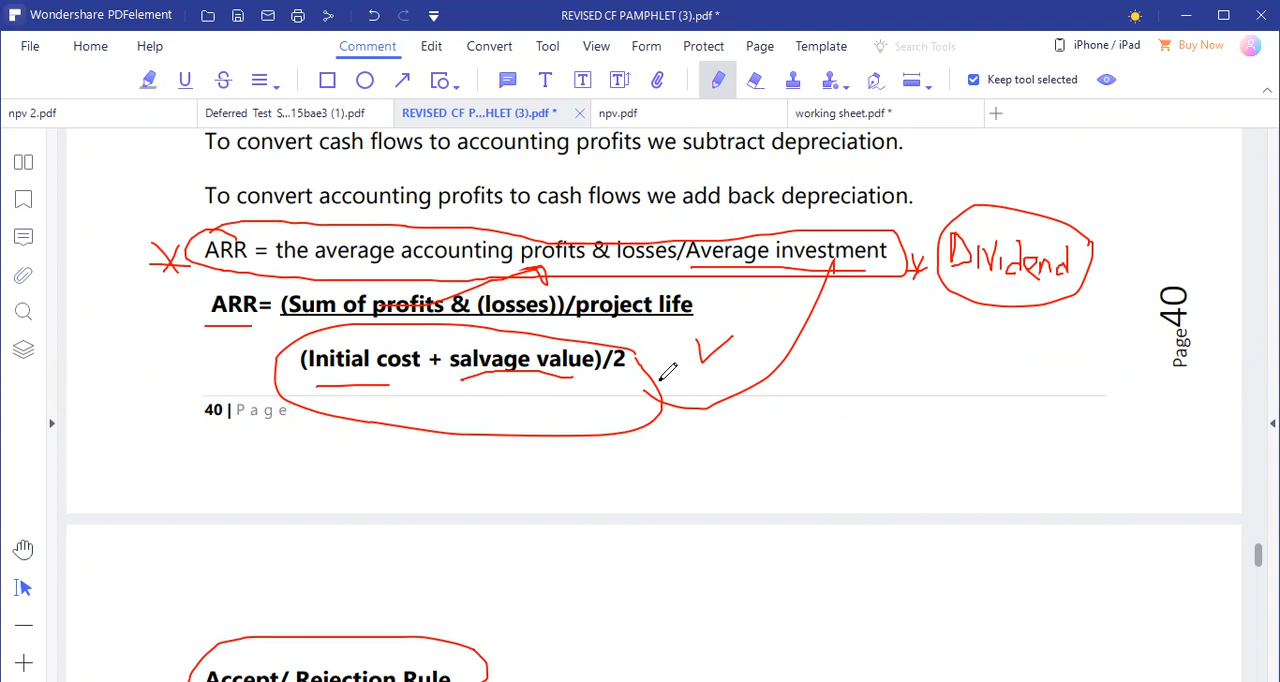 Wondershare PDFelement
REVISED CF PAMPHLET (3).pdf *
File Home Help Comment Edit Convert Tool View Form Protect Page Template Search Tools iPhone / iPad Buy Now
Keep tool selected
npv 2.pdf Deferred Test S...15bae3 (1).pdf REVISED CF P...HLET (3).pdf * npv.pdf working sheet.pdf *
To convert cash flows to accounting profits we subtract depreciation.
To convert accounting profits to cash flows we add back depreciation.
ARR = the average accounting profits & losses/Average investment
Dividend
ARR= (Sum of profits & (losses))/project life
(Initial cost + salvage value)/2
Page40
40 | Page
Accept/ Rejection Rule